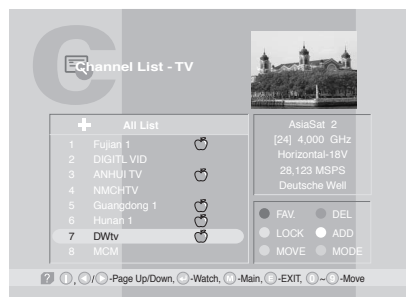 Channel List - TV
All List
1 Fujian 1
2 DIGITL VID
3 ANHUI TV
4 NMCHTV
5 Guangdong 1
6 Hunan 1
7 DWtv
8 MCM
AsiaSat 2
[24] 4,000 GHz
Horizontal-18V
28,123 MSPS
Deutsche Well
FAV. DEL
LOCK ADD
MOVE MODE
? i, </> -Page Up/Down, -Watch, M -Main, E -EXIT, 0 ~ 9 -Move